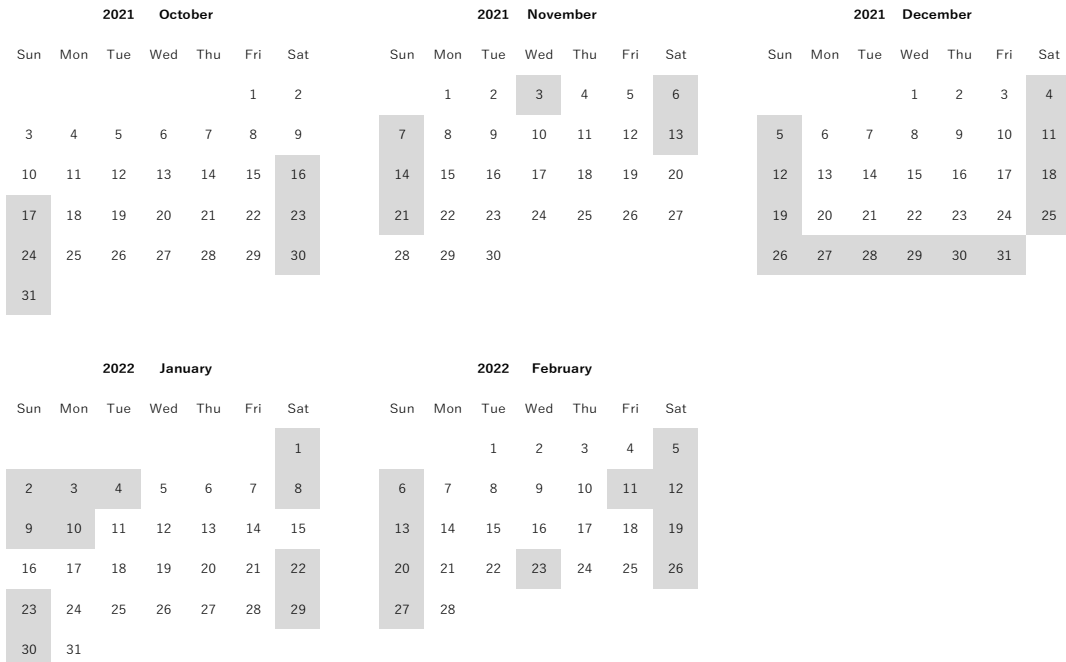 2021 October
Sun Mon Tue Wed Thu Fri Sat
1 2
3 4 5 6 7 8 9
10 11 12 13 14 15 16
17 18 19 20 21 22 23
24 25 26 27 28 29 30
31
2021 November
Sun Mon Tue Wed Thu Fri Sat
1 2 3 4 5 6
7 8 9 10 11 12 13
14 15 16 17 18 19 20
21 22 23 24 25 26 27
28 29 30
2021 December
Sun Mon Tue Wed Thu Fri Sat
1 2 3 4
5 6 7 8 9 10 11
12 13 14 15 16 17 18
19 20 21 22 23 24 25
26 27 28 29 30 31
2022 January
Sun Mon Tue Wed Thu Fri Sat
1
2 3 4 5 6 7 8
9 10 11 12 13 14 15
16 17 18 19 20 21 22
23 24 25 26 27 28 29
30 31
2022 February
Sun Mon Tue Wed Thu Fri Sat
1 2 3 4 5
6 7 8 9 10 11 12
13 14 15 16 17 18 19
20 21 22 23 24 25 26
27 28